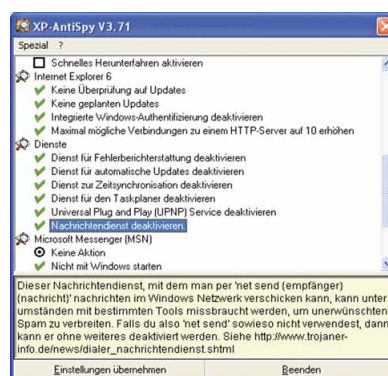 XP-AntiSpy V3.71
Spezial ?
Schnelles Herunterfahren aktivieren
Internet Explorer 6
Keine Überprüfung auf Updates
Keine geplanten Updates
Integrierte Windows-Authentifizierung deaktivieren
Maximal mögliche Verbindungen zu einem HTTP-Server auf 10 erhöhen
Dienste
Dienst für Fehlerberichterstattung deaktivieren
Dienst für automatische Updates deaktivieren
Dienst zur Zeitsynchronisation deaktivieren
Dienst für den Taskplaner deaktivieren
Universal Plug and Play (UPNP) Service deaktivieren
Nachrichtendienst deaktivieren.
Microsoft Messenger (MSN)
Keine Aktion
Nicht mit Windows starten
Dieser Nachrichtendienst, mit dem man per 'net send {empfänger}
{nachricht}' nachrichten im Windows Netzwerk verschicken kann, kann unter
umständen mit bestimmten Tools missbraucht werden, um unerwünschten
Spam zu verbreiten. Falls du also 'net send' sowieso nicht verwendest, dann
kann er ohne weiteres deaktiviert werden. Siehe http://www.trojaner-
info.de/news/dialer_nachrichtendienst.shtml
Einstellungen übernehmen
Beenden